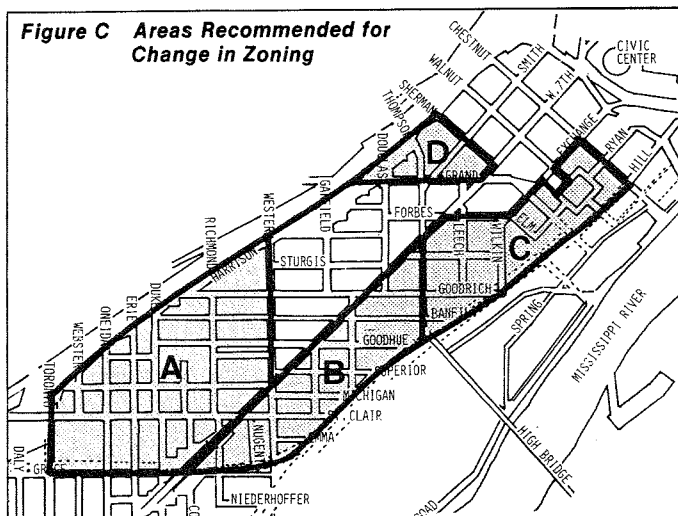 Figure C Areas Recommended for
Change in Zoning
CHESTNUT
SMITH
WALNUT
CIVIC
CENTER
W. 7TH
SHERMAN
THOMPSON
EXCHANGE
RYAN
HILL
DOUGLAS
D
GRAND
GARFIELD
FORBES
WESTERN
RICHMOND
HARRISON
STURGIS
LEECH
WILKIN
ELM
C
GOODRICH
BANFIL
DUKE
ERIE
ONEIDA
WEBSTER
TORONTO
A
GOODHUE
B
SUPERIOR
MICHIGAN
ST. CLAIR
EMMA
NUGENT
SPRING
MISSISSIPPI RIVER
HIGH BRIDGE
DALY
GRACE
NIEDERHOFFER
ROAD